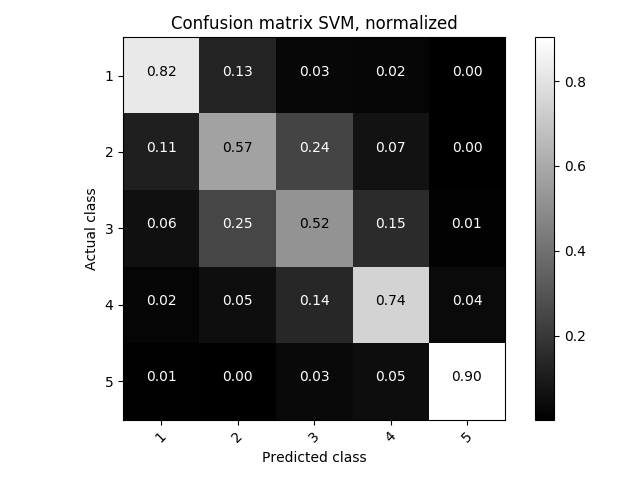 Confusion matrix SVM, normalized
1 0.82 0.13 0.03 0.02 0.00
2 0.11 0.57 0.24 0.07 0.00
3 0.06 0.25 0.52 0.15 0.01
4 0.02 0.05 0.14 0.74 0.04
5 0.01 0.00 0.03 0.05 0.90
1 2 3 4 5
Predicted class
Actual class
0.8
0.6
0.4
0.2